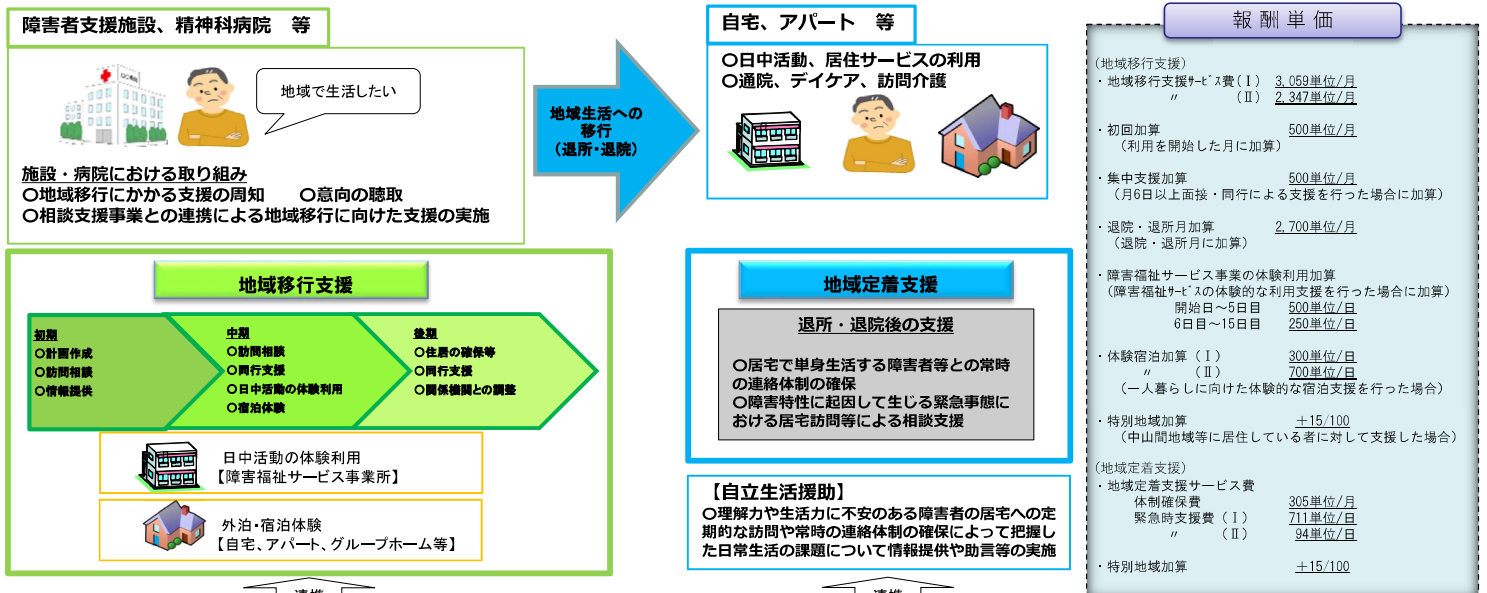 障害者支援施設、精神科病院　等
地域で生活したい
施設・病院における取り組み
〇地域移行にかかる支援の周知　　〇意向の聴取
〇相談支援事業との連携による地域移行に向けた支援の実施
地域生活への
移行
（退所・退院）
自宅、アパート　等
〇日中活動、居住サービスの利用
〇通院、デイケア、訪問介護
地域移行支援
初期
〇計画作成
〇訪問相談
〇情報提供
中期
〇訪問相談
〇同行支援
〇日中活動の体験利用
〇宿泊体験
後期
〇住居の確保等
〇同行支援
〇関係機関との調整
日中活動の体験利用
【障害福祉サービス事業所】
外泊・宿泊体験
【自宅、アパート、グループホーム等】
連携
地域定着支援
退所・退院後の支援
〇居宅で単身生活する障害者等との常時
の連絡体制の確保
〇障害特性に起因して生じる緊急事態に
おける居宅訪問等による相談支援
【自立生活援助】
〇理解力や生活力に不安のある障害者の居宅への定
期的な訪問や常時の連絡体制の確保によって把握し
た日常生活の課題について情報提供や助言等の実施
連携
報酬単価
（地域移行支援）
・地域移行支援ｻｰﾋﾞｽ費（Ⅰ）　3,059単位/月
〃　（Ⅱ）　2,347単位/月
・初回加算　500単位/月
（利用を開始した月に加算）
・集中支援加算　500単位/月
（月6日以上面接・同行による支援を行った場合に加算）
・退院・退所月加算　2,700単位/月
（退院・退所月に加算）
・障害福祉サービス事業の体験利用加算
（障害福祉ｻｰﾋﾞｽの体験的な利用支援を行った場合に加算）
開始日～5日目　500単位/日
6日目～15日目　250単位/日
・体験宿泊加算（Ⅰ）　300単位/日
〃　（Ⅱ）　700単位/日
（一人暮らしに向けた体験的な宿泊支援を行った場合）
・特別地域加算　＋15/100
（中山間地域等に居住している者に対して支援した場合）
（地域定着支援）
・地域定着支援サービス費
体制確保費　305単位/月
緊急時支援費（Ⅰ）　711単位/日
〃　（Ⅱ）　94単位/日
・特別地域加算　＋15/100